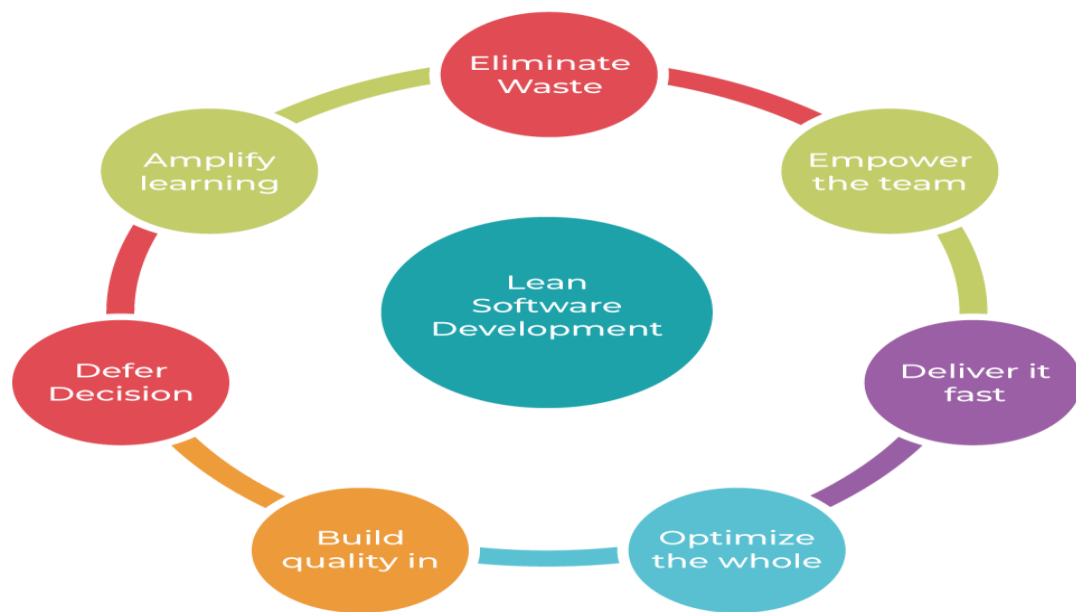 Eliminate
Waste
Amplify
learning
Empower
the team
Lean
Software
Development
Defer
Decision
Deliver it
fast
Build
quality in
Optimize
the whole